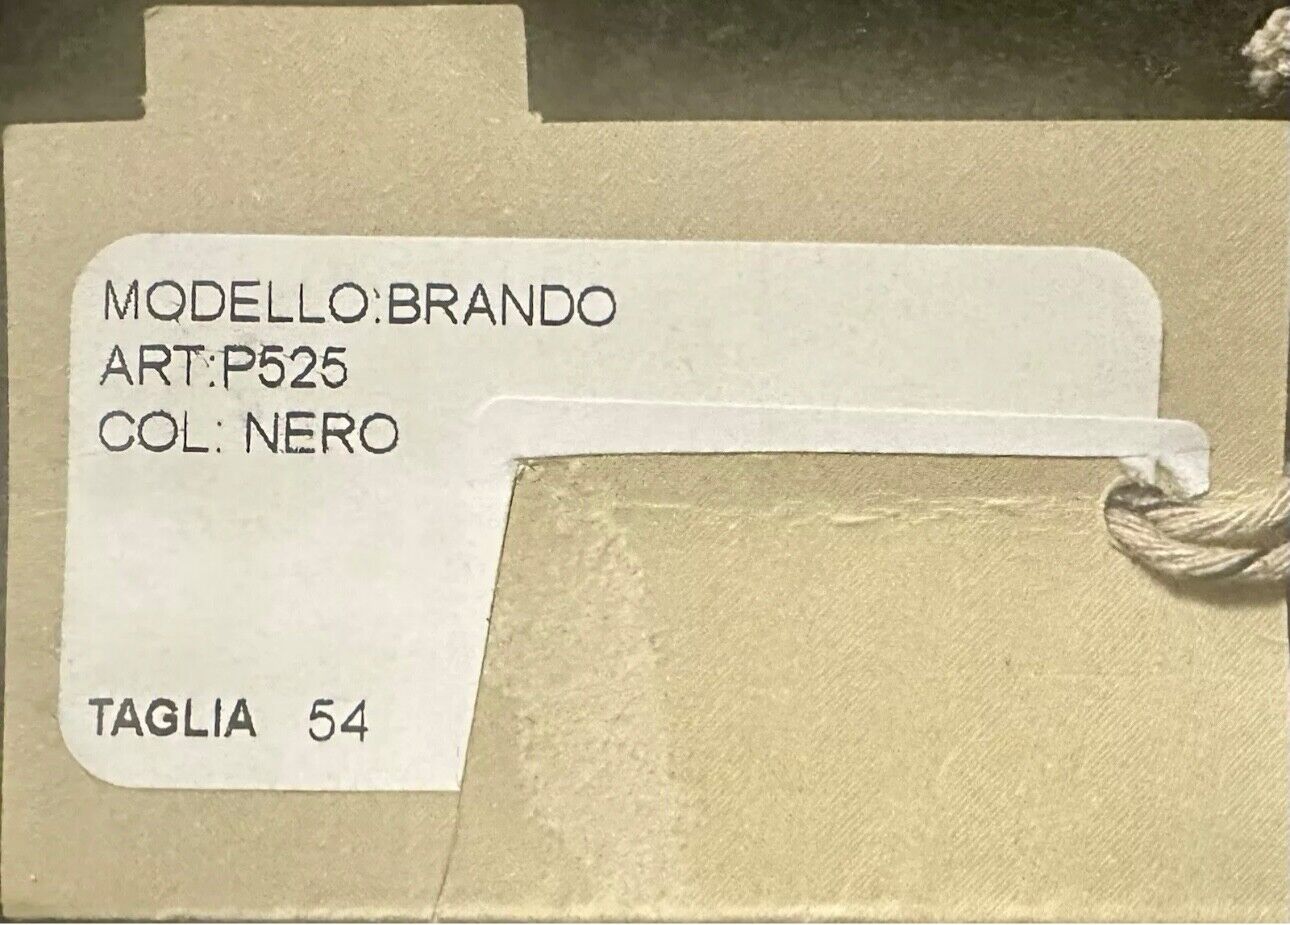 MODELLO:BRANDO
ART:P525
COL: NERO
TAGLIA 54